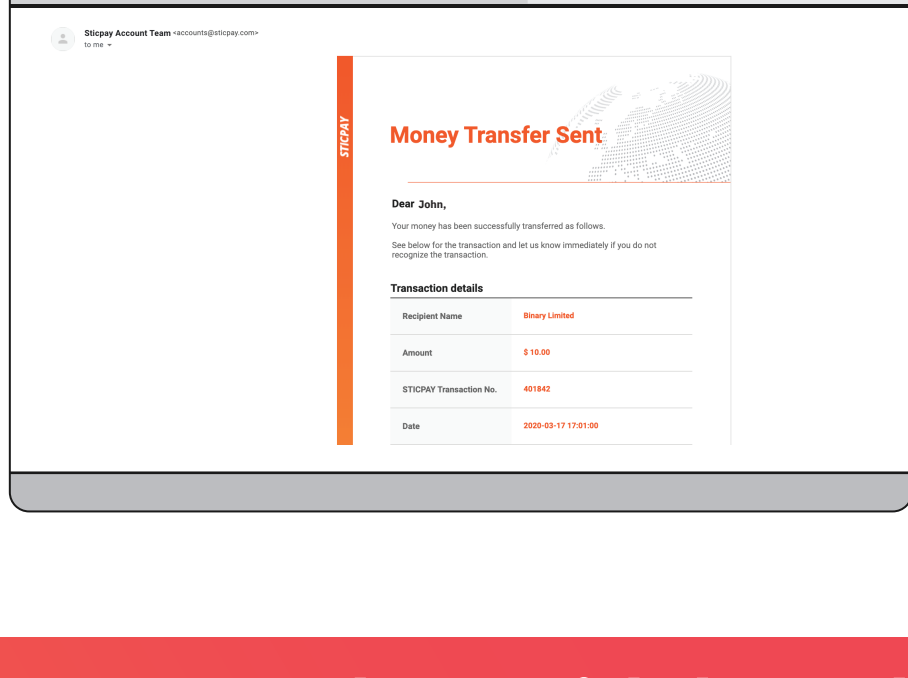 Sticpay Account Team <accounts@sticpay.com>
to me
STICPAY
Money Transfer Sent
Dear John,
Your money has been successfully transferred as follows.
See below for the transaction and let us know immediately if you do not
recognize the transaction.
Transaction details
Recipient Name Binary Limited
Amount $ 10.00
STICPAY Transaction No. 401842
Date 2020-03-17 17:01:00